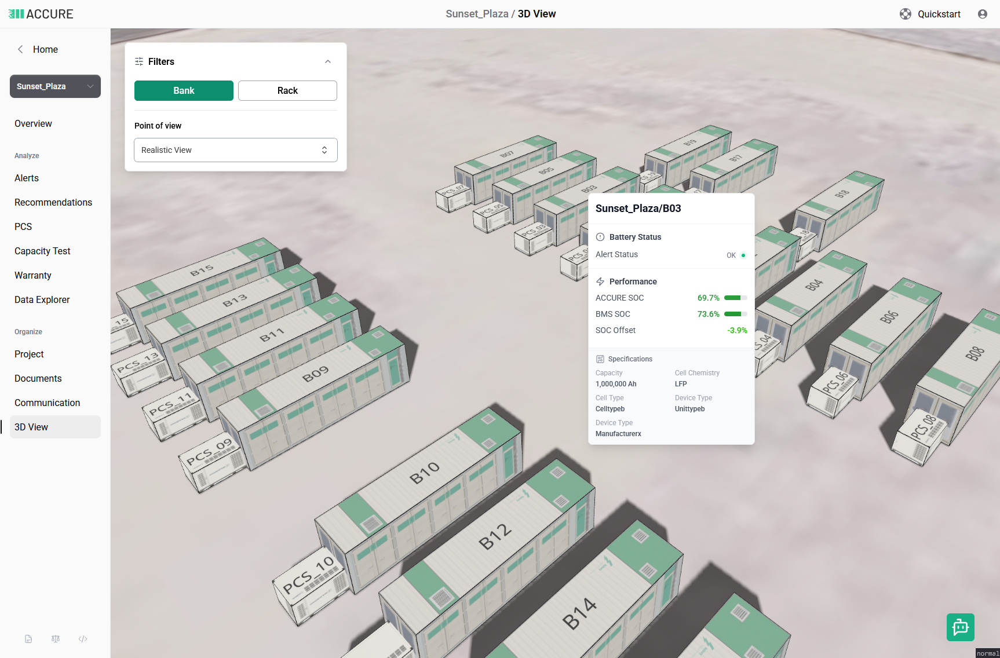 ACCURE
Sunset_Plaza / 3D View
Quickstart
Home
Sunset_Plaza
Overview
Analyze
Alerts
Recommendations
PCS
Capacity Test
Warranty
Data Explorer
Organize
Project
Documents
Communication
3D View
Filters
Bank
Rack
Point of view
Realistic View
B07
B05
B03
B19
B17
B18
PCS_07
PCS_05
PCS_03
Sunset_Plaza/B03
Battery Status
Alert Status
OK
Performance
ACCURE SOC
69.7%
BMS SOC
73.6%
SOC Offset
-3.9%
Specifications
Capacity
Cell Chemistry
1,000,000 Ah
LFP
Cell Type
Device Type
Celltypeb
Unittypeb
Device Type
Manufacturerx
B04
B06
B08
PCS_06
PCS_08
B15
B13
B11
B09
15
PCS_13
PCS_11
PCS_09
B10
B12
B14
PCS_10
normal